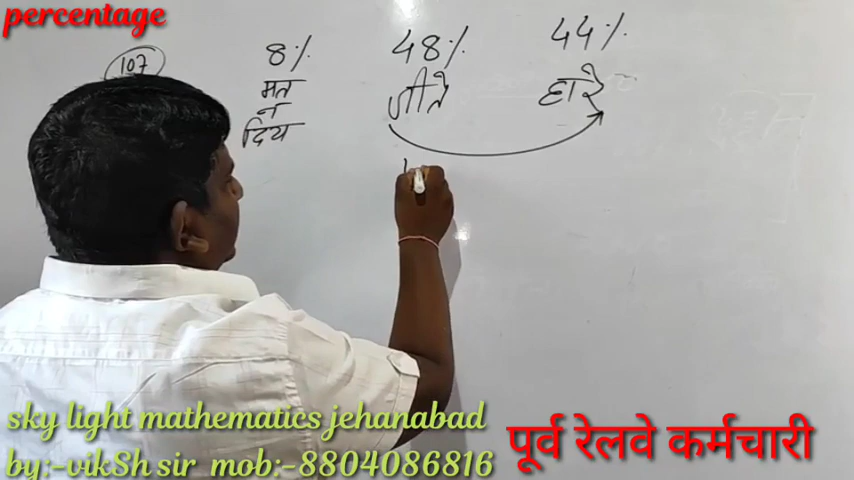 percentage
107
8% 48% 44%
मत जीते हारे
न
दिय
sky light mathematics jehanabad
by:-vikSh sir mob:-8804086816
पूर्व रेलवे कर्मचारी